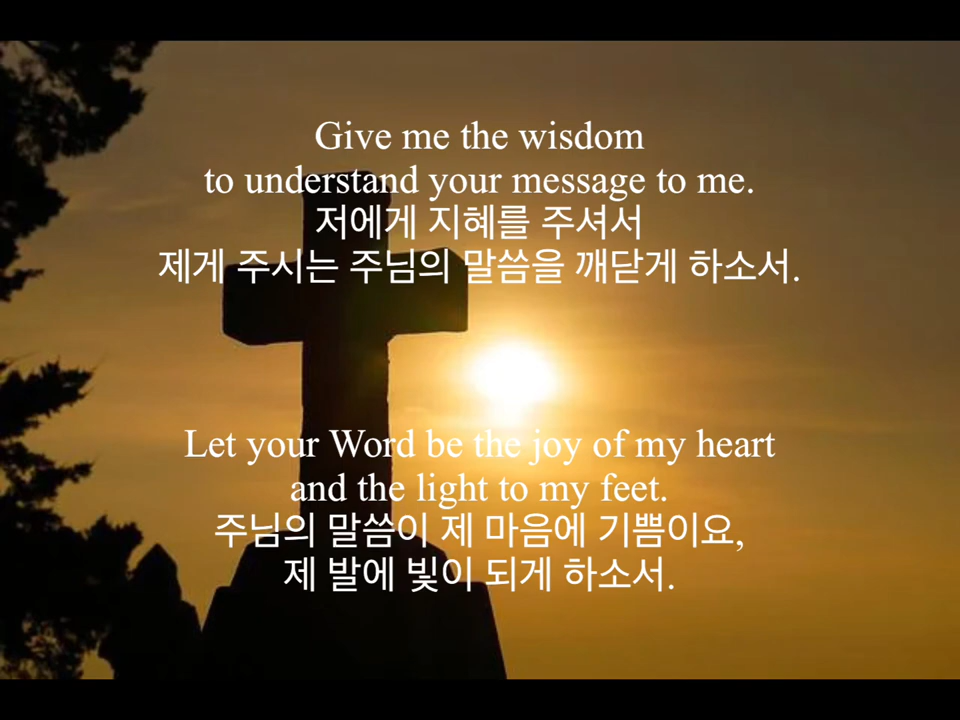 Give me the wisdom
to understand your message to me.
저에게 지혜를 주셔서
제게 주시는 주님의 말씀을 깨닫게 하소서.
Let your Word be the joy of my heart
and the light to my feet.
주님의 말씀이 제 마음에 기쁨이요,
제 발에 빛이 되게 하소서.